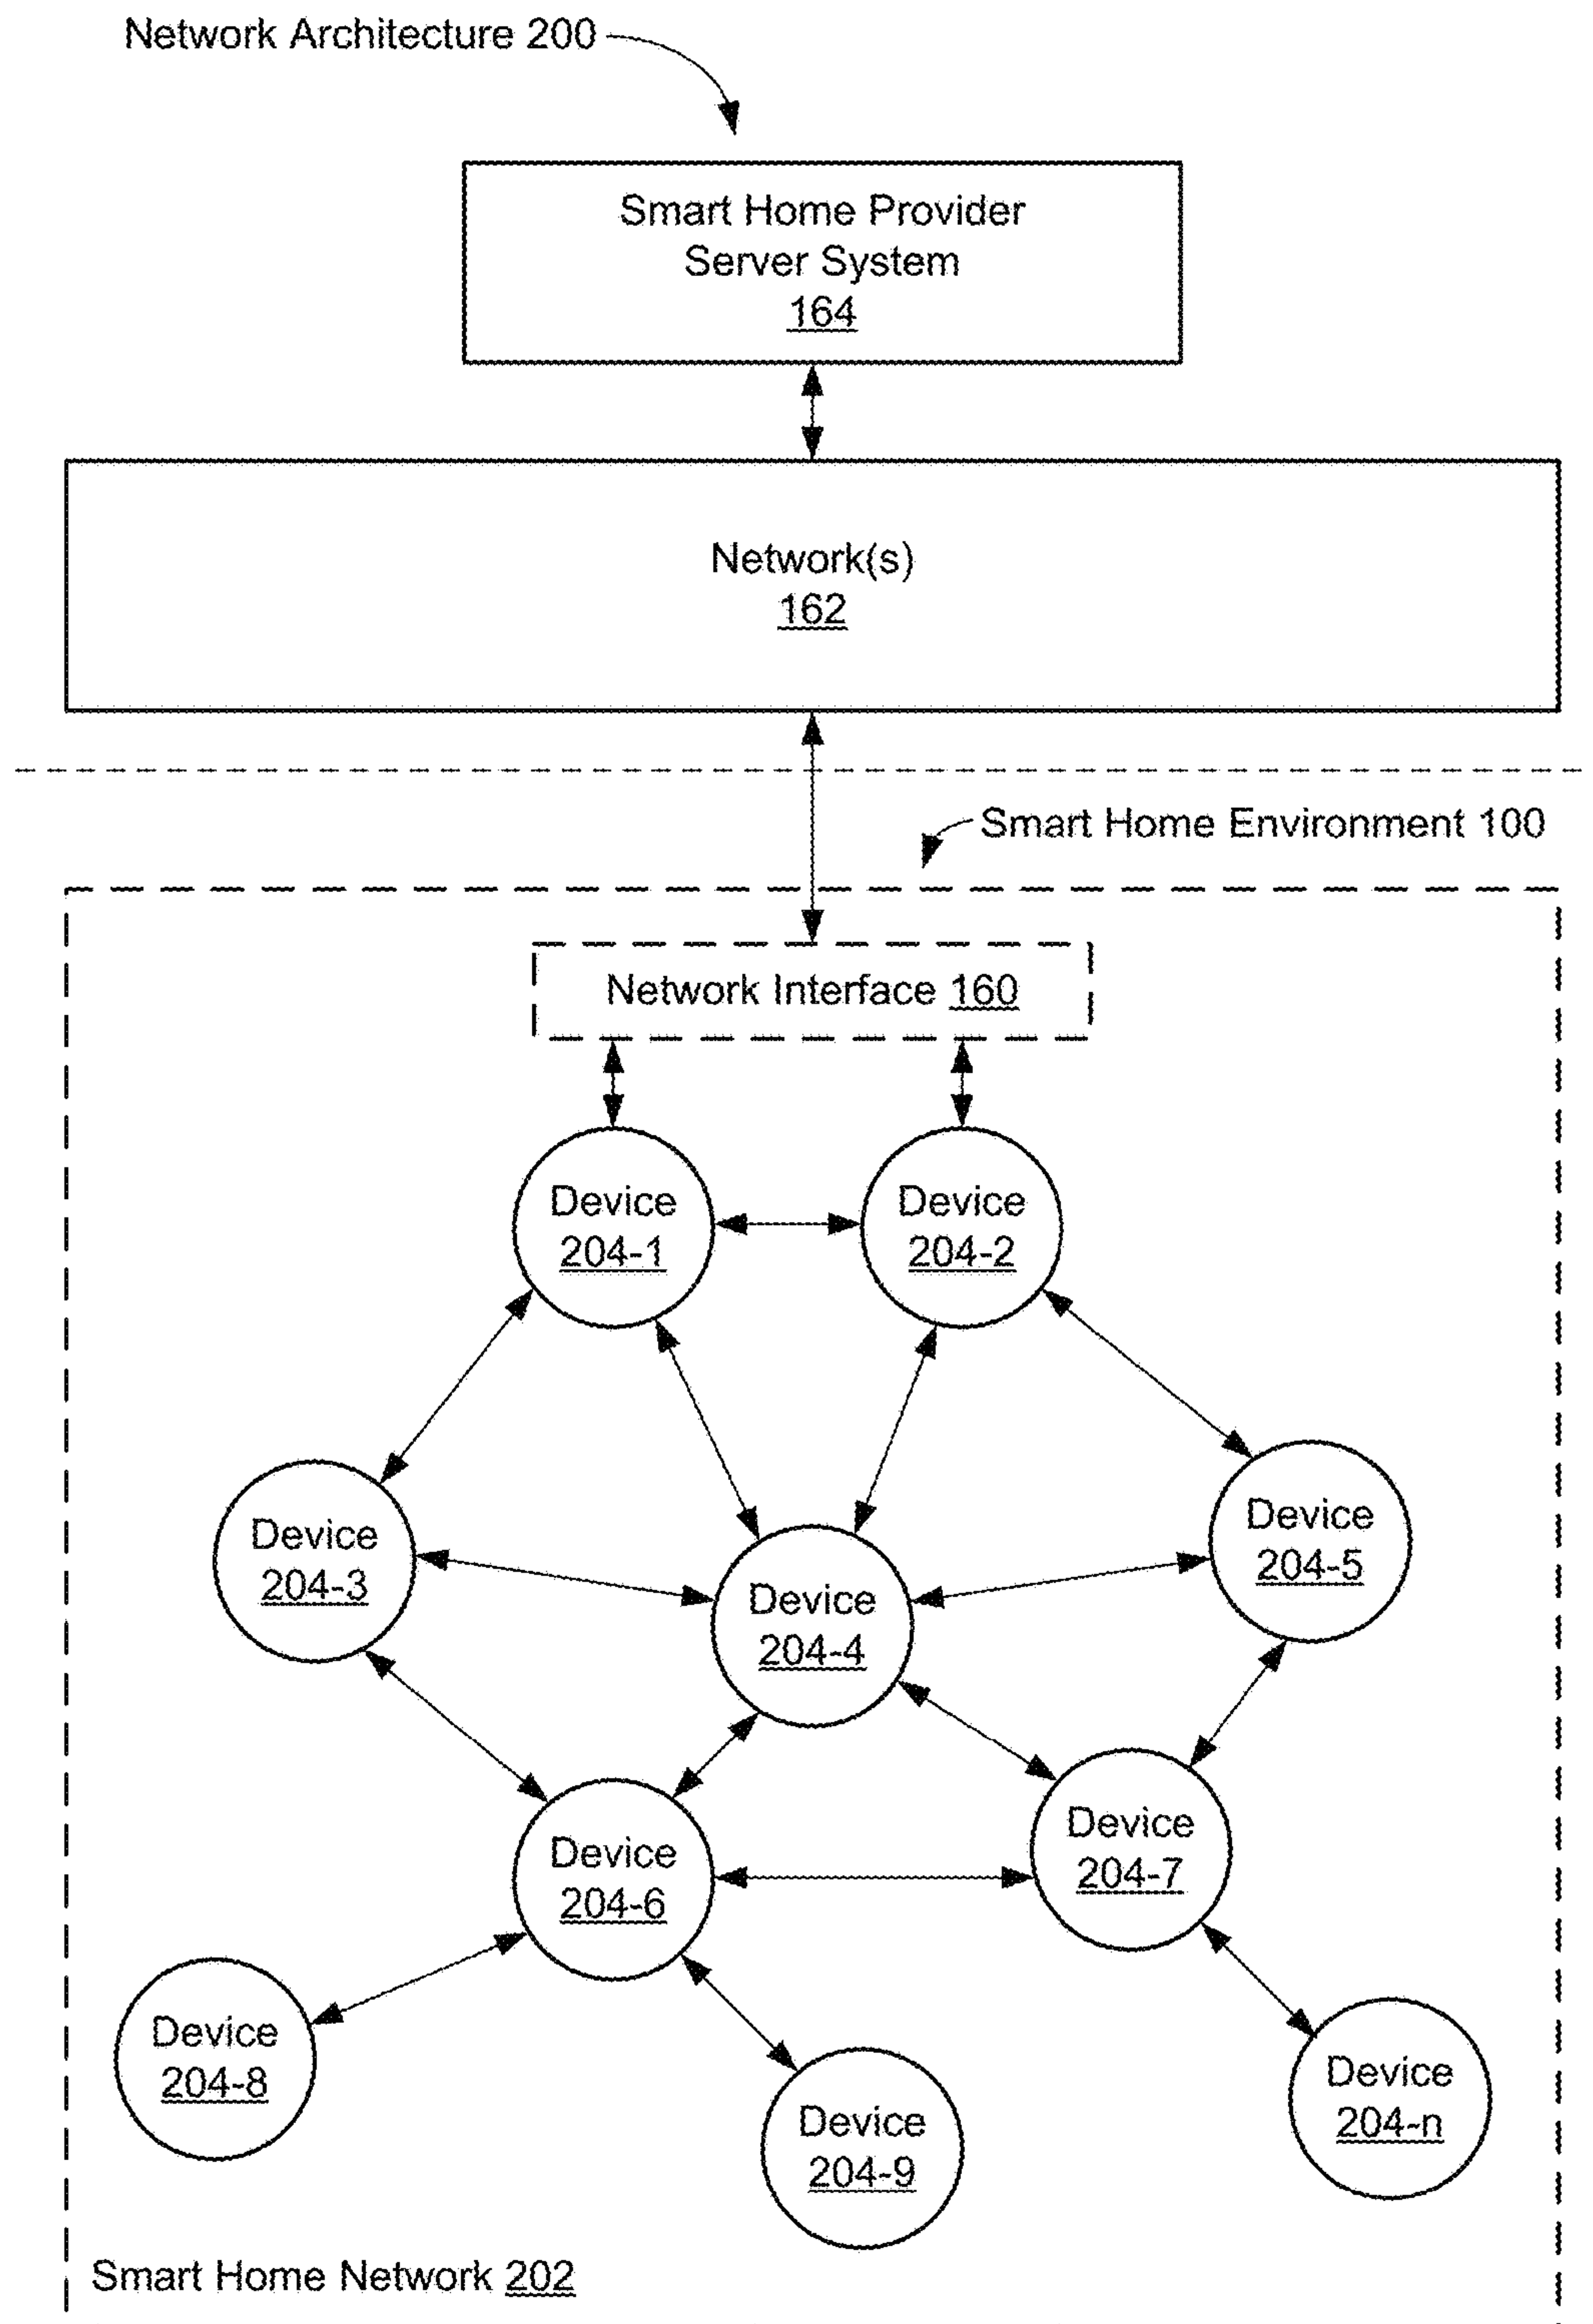 Network Architecture 200
Smart Home Provider
Server System
164
Network(s)
162
Smart Home Environment 100
Network Interface 160
Device
204-1
Device
204-2
Device
204-3
Device
204-4
Device
204-5
Device
204-6
Device
204-7
Device
204-8
Device
204-9
Device
204-n
Smart Home Network 202